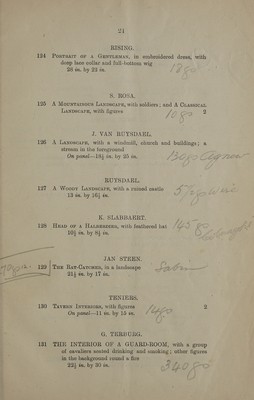 24
RISING.
124 PORTRAIT OF A GENTLEMAN, in embroidered dress, with
deep lace collar and full-bottom wig
28 in. by 23 in.
S. ROSA.
125 A MOUNTAINOUS LANDSCAPE, with soldiers; and A CLASSICAL
LANDSCAPE, with figures 2
J. VAN RUYSDAEL.
126 A LANDSCAPE, with a windmill, church and buildings; a
stream in the foreground
On panel—18½ in. by 25 in.
Agnew
RUYSDAEL.
127 A WOODY LANDSCAPE, with a ruined castle
13 in. by 16½ in.
K. SLABBAERT.
128 HEAD OF A HALBERDIER, with feathered hat
10½ in. by 8½ in.
JAN STEEN.
129 THE RAT-CATCHER, in a landscape
21½ in. by 17 in.
Sabin
TENIERS.
130 TAVERN INTERIORS, with figures 2
On panel—11 in. by 15 in.
G. TERBURG.
131 THE INTERIOR OF A GUARD-ROOM, with a group
of cavaliers seated drinking and smoking; other figures
in the background round a fire
22½ in. by 30 in.